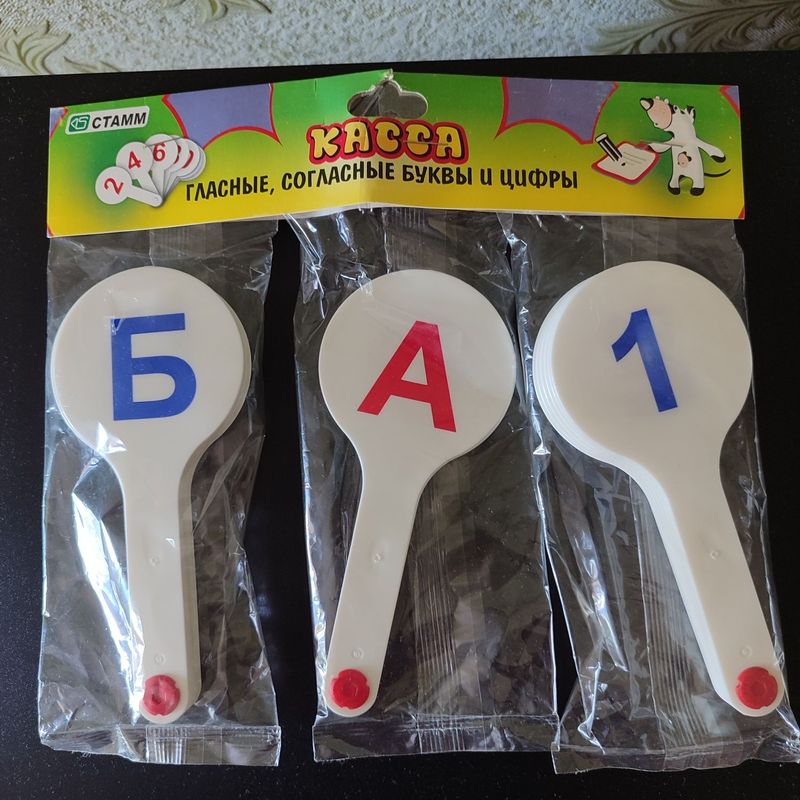 СТАММ
КАССА
ГЛАСНЫЕ, СОГЛАСНЫЕ БУКВЫ И ЦИФРЫ
2 4 6
Б А 1